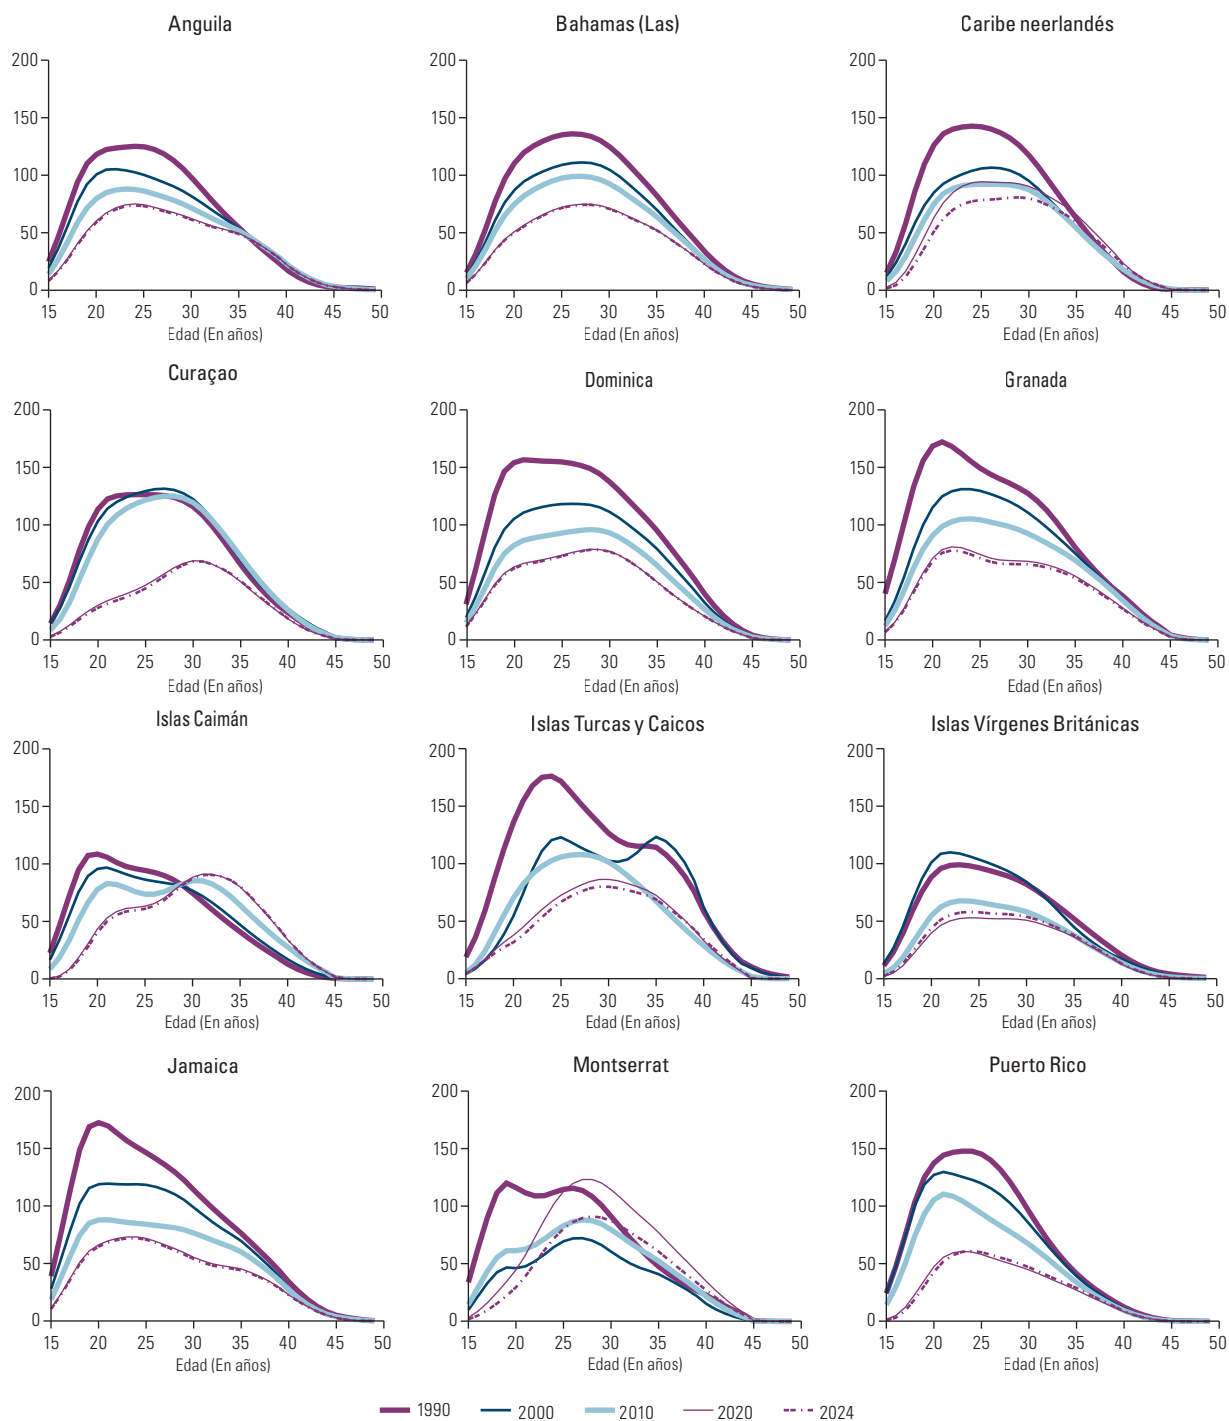 Anguila
Bahamas (Las)
Caribe neerlandés
200
150
100
50
0
15 20 25 30 35 40 45 50
Edad (En años)
200
150
100
50
0
15 20 25 30 35 40 45 50
Edad (En años)
200
150
100
50
0
15 20 25 30 35 40 45 50
Edad (En años)
Curaçao
Dominica
Granada
200
150
100
50
0
15 20 25 30 35 40 45 50
Edad (En años)
200
150
100
50
0
15 20 25 30 35 40 45 50
Edad (En años)
200
150
100
50
0
15 20 25 30 35 40 45 50
Edad (En años)
Islas Caimán
Islas Turcas y Caicos
Islas Vírgenes Británicas
200
150
100
50
0
15 20 25 30 35 40 45 50
Edad (En años)
200
150
100
50
0
15 20 25 30 35 40 45 50
Edad (En años)
200
150
100
50
0
15 20 25 30 35 40 45 50
Edad (En años)
Jamaica
Montserrat
Puerto Rico
200
150
100
50
0
15 20 25 30 35 40 45 50
Edad (En años)
200
150
100
50
0
15 20 25 30 35 40 45 50
Edad (En años)
200
150
100
50
0
15 20 25 30 35 40 45 50
Edad (En años)
1990 2000 2010 2020 2024